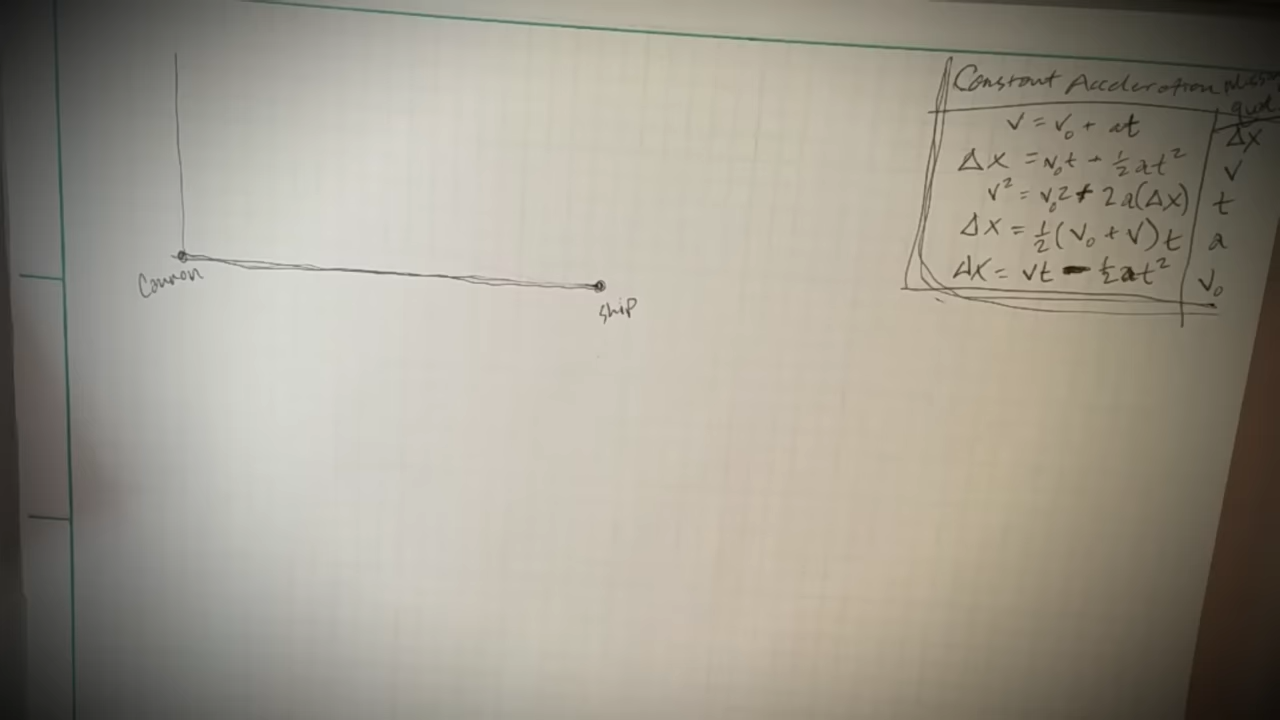 Cannon
ship
Constant Acceleration
v = v₀ + at
Δx
Δx = v₀t + ½at²
v
v² = v₀² + 2a(Δx)
t
Δx = ½(v₀ + v)t
a
Δx = vt - ½at²
v₀